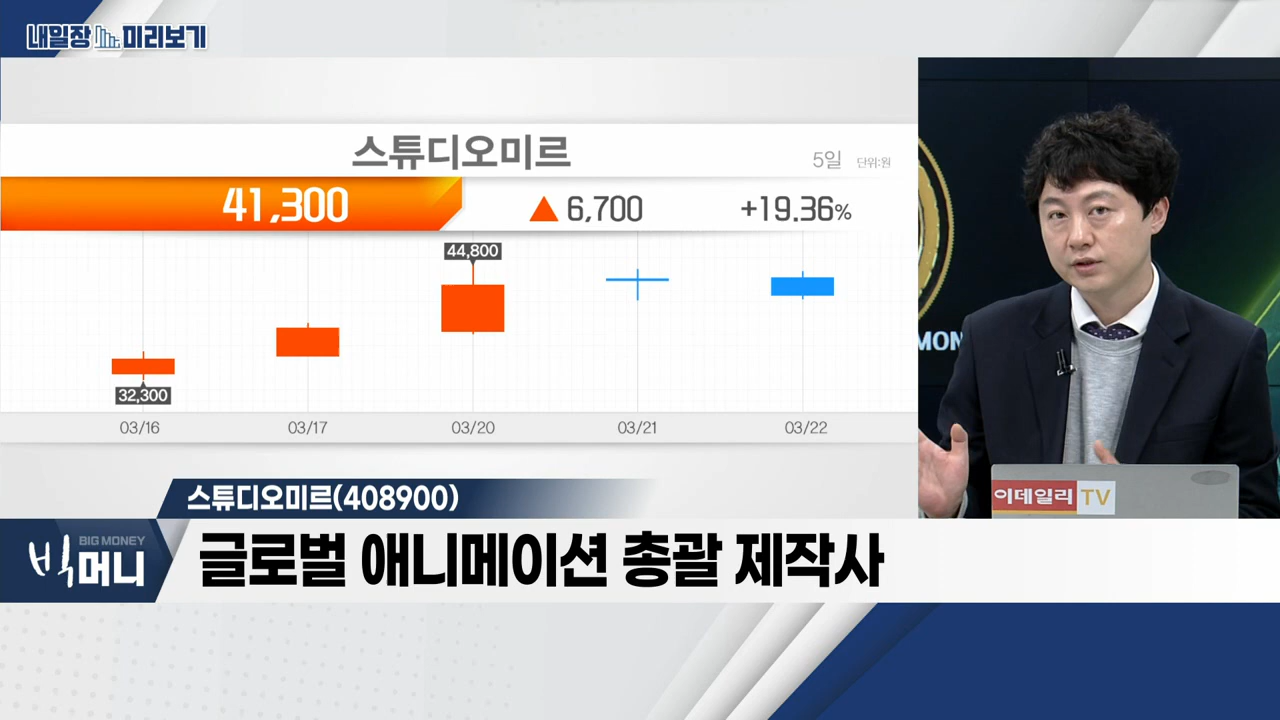 내일장 미리보기
스튜디오미르
5일 단위:원
41,300 ▲ 6,700 +19.36%
44,800
32,300
03/16 03/17 03/20 03/21 03/22
MON
이데일리 TV
스튜디오미르(408900)
BIG MONEY
빅머니
글로벌 애니메이션 총괄 제작사